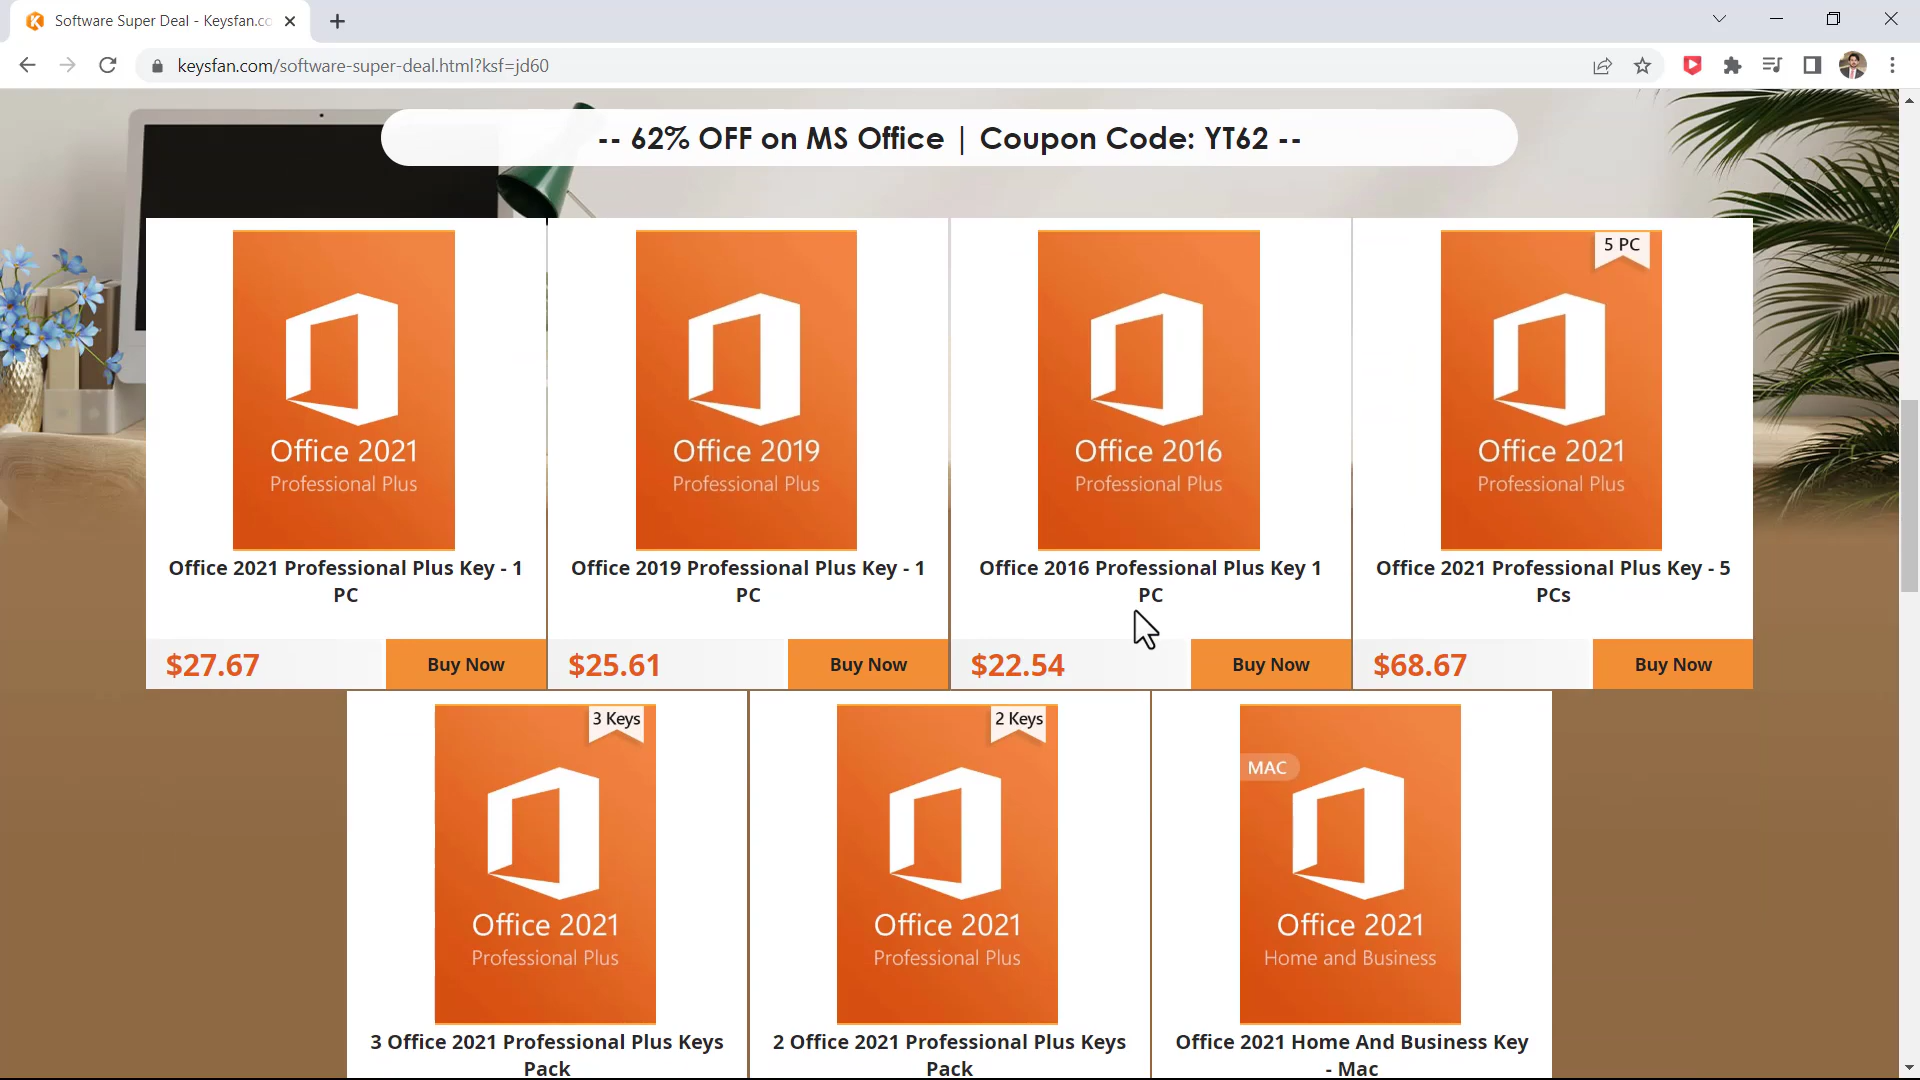 Software Super Deal - Keysfan.co
keysfan.com/software-super-deal.html?ksf=jd60
-- 62% OFF on MS Office | Coupon Code: YT62 --
Office 2021
Professional Plus
Office 2019
Professional Plus
Office 2016
Professional Plus
5 PC
Office 2021
Professional Plus
Office 2021 Professional Plus Key - 1
PC
Office 2019 Professional Plus Key - 1
PC
Office 2016 Professional Plus Key 1
PC
Office 2021 Professional Plus Key - 5
PCs
$27.67
Buy Now
$25.61
Buy Now
$22.54
Buy Now
$68.67
Buy Now
3 Keys
Office 2021
Professional Plus
2 Keys
Office 2021
Professional Plus
MAC
Office 2021
Home and Business
3 Office 2021 Professional Plus Keys
Pack
2 Office 2021 Professional Plus Keys
Pack
Office 2021 Home And Business Key
- Mac